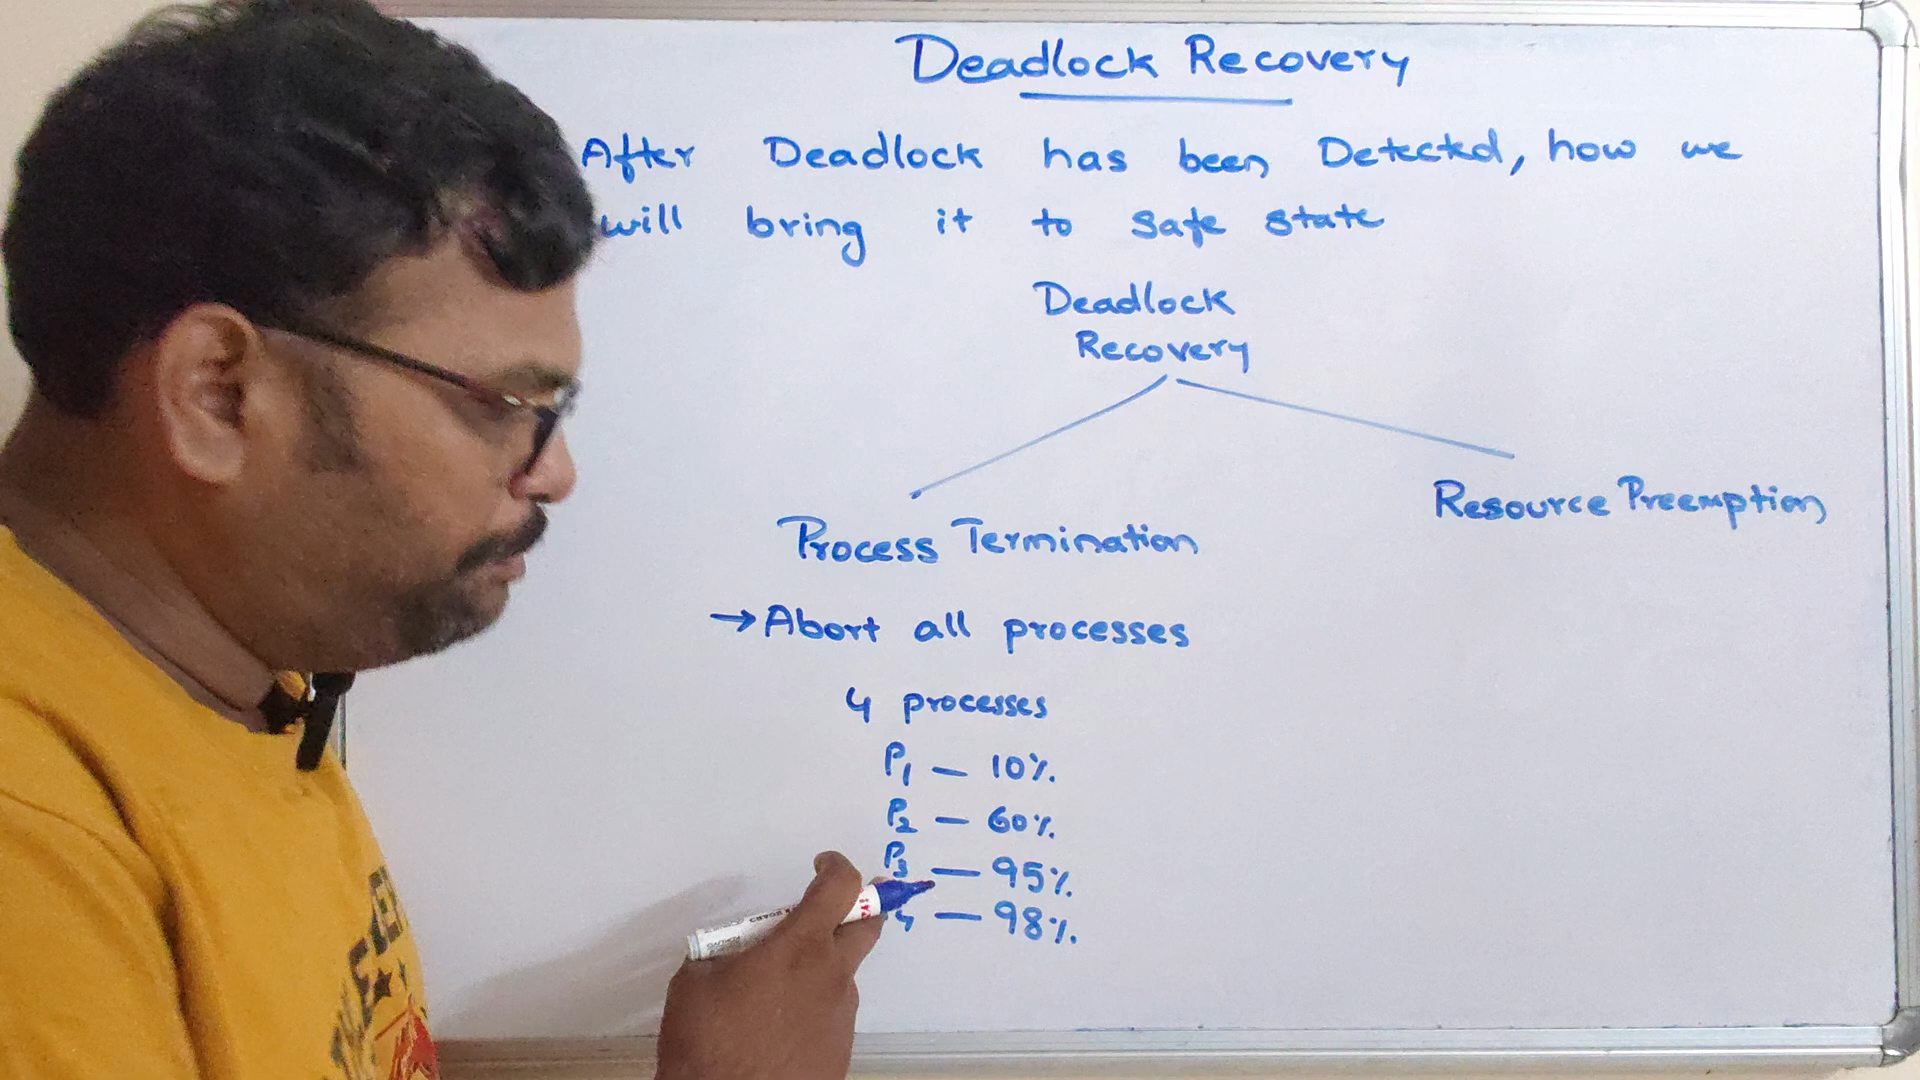 Deadlock Recovery
After Deadlock has been Detected, how we
will bring it to safe state
Deadlock
Recovery
Process Termination
Resource Preemption
→ Abort all processes
4 processes
P1 — 10%
P2 — 60%
P3 — 95%
4 — 98%